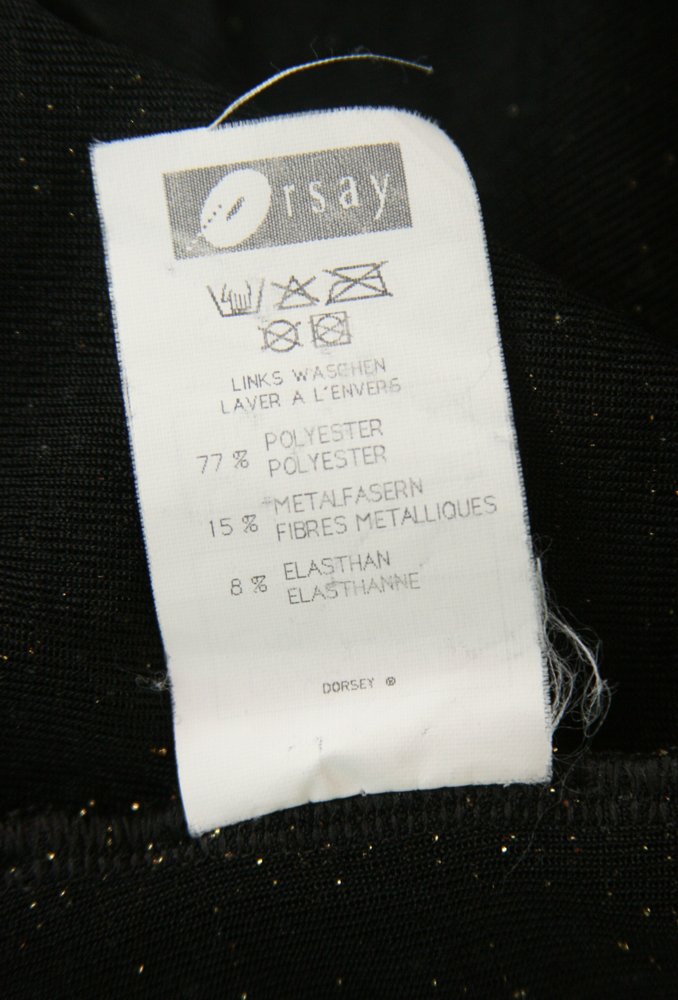 Orsay
LINKS WASCHEN
LAVER A L'ENVERS
77 % POLYESTER
POLYESTER
15 % METALFASERN
FIBRES METALLIQUES
8 % ELASTHAN
ELASTHANNE
DORSEY ®